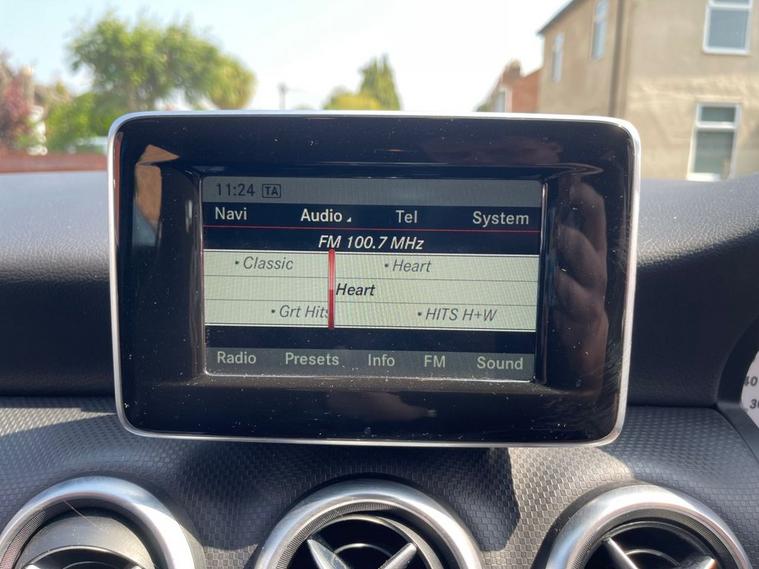 11:24 TA
Navi Audio Tel System
FM 100.7 MHz
• Classic • Heart
Heart
• Grt Hits • HITS H+W
Radio Presets Info FM Sound
40